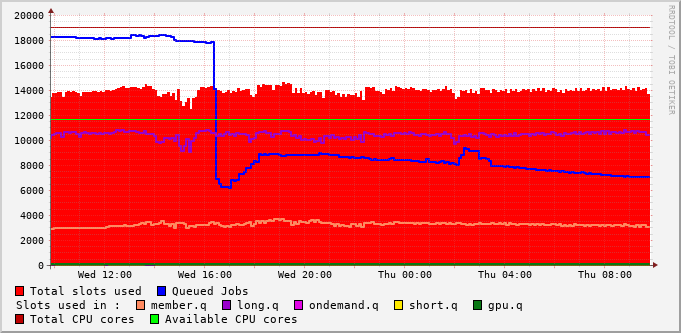 20000
18000
16000
14000
12000
10000
8000
6000
4000
2000
0
Wed 12:00 Wed 16:00 Wed 20:00 Thu 00:00 Thu 04:00 Thu 08:00
Total slots used Queued Jobs
Slots used in : member.q long.q ondemand.q short.q gpu.q
Total CPU cores Available CPU cores
RRDTOOL / TOBI OETIKER